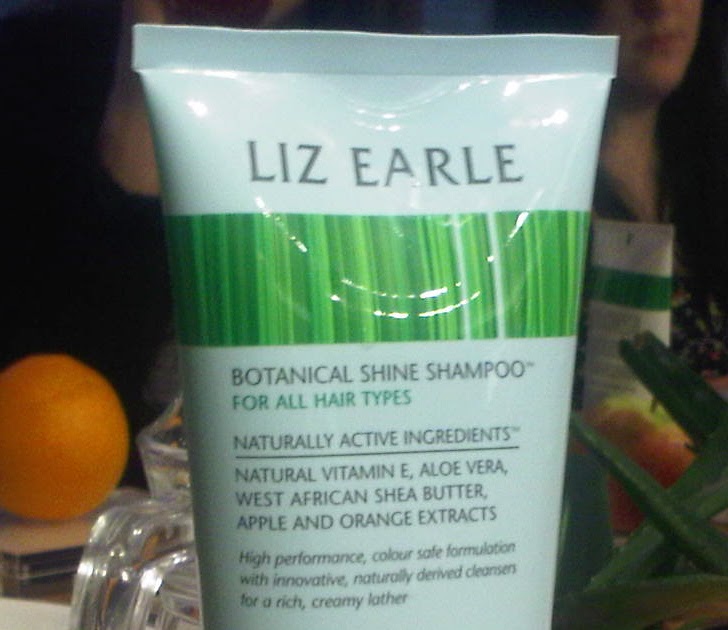 LIZ EARLE
BOTANICAL SHINE SHAMPOO™
FOR ALL HAIR TYPES
NATURALLY ACTIVE INGREDIENTS™
NATURAL VITAMIN E, ALOE VERA,
WEST AFRICAN SHEA BUTTER,
APPLE AND ORANGE EXTRACTS
High performance, colour safe formulation
with innovative, naturally derived cleansers
for a rich, creamy lather